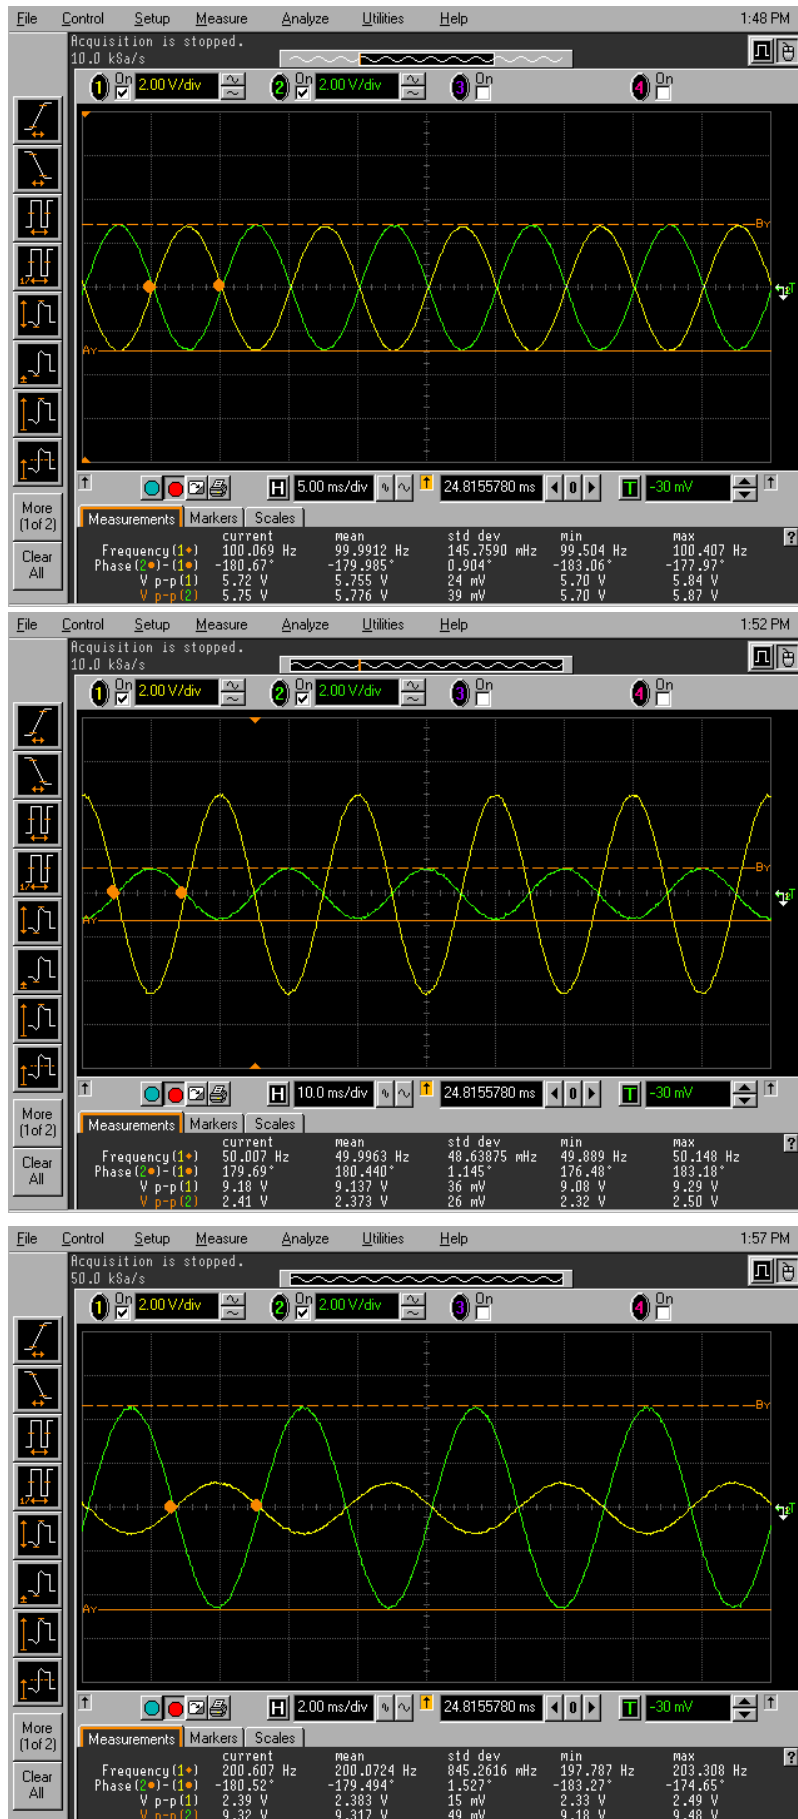 File Control Setup Measure Analyze Utilities Help 1:48 PM
Acquisition is stopped.
10.0 kSa/s
1 On 2.00 V/div 2 On 2.00 V/div 3 On 4 On
By
T
Ay
H 5.00 ms/div 24.8155780 ms 0 T -30 mV
More
(1of 2)
Clear
All
Measurements Markers Scales
?
current mean std dev min max
Frequency(1) 100.069 Hz 99.9912 Hz 145.7590 mHz 99.504 Hz 100.407 Hz
Phase(2)-(1) -180.67° -179.985° 0.904° -183.06° -177.97°
V p-p(1) 5.72 V 5.755 V 24 mV 5.70 V 5.84 V
V p-p(2) 5.75 V 5.776 V 39 mV 5.70 V 5.87 V
File Control Setup Measure Analyze Utilities Help 1:52 PM
Acquisition is stopped.
10.0 kSa/s
1 On 2.00 V/div 2 On 2.00 V/div 3 On 4 On
By
T
Ay
H 10.0 ms/div 24.8155780 ms 0 T -30 mV
More
(1of 2)
Clear
All
Measurements Markers Scales
?
current mean std dev min max
Frequency(1) 50.007 Hz 49.9963 Hz 48.63875 mHz 49.889 Hz 50.148 Hz
Phase(2)-(1) 179.69° 180.440° 1.145° 176.48° 183.18°
V p-p(1) 9.18 V 9.137 V 36 mV 9.08 V 9.29 V
V p-p(2) 2.41 V 2.373 V 26 mV 2.32 V 2.50 V
File Control Setup Measure Analyze Utilities Help 1:57 PM
Acquisition is stopped.
50.0 kSa/s
1 On 2.00 V/div 2 On 2.00 V/div 3 On 4 On
By
T
Ay
H 2.00 ms/div 24.8155780 ms 0 T -30 mV
More
(1of 2)
Clear
All
Measurements Markers Scales
?
current mean std dev min max
Frequency(1) 200.607 Hz 200.0724 Hz 845.2616 mHz 197.787 Hz 203.308 Hz
Phase(2)-(1) -180.52° -179.494° 1.527° -183.27° -174.65°
V p-p(1) 2.39 V 2.383 V 15 mV 2.33 V 2.49 V
V p-p(2) 9.32 V 9.317 V 49 mV 9.18 V 9.48 V